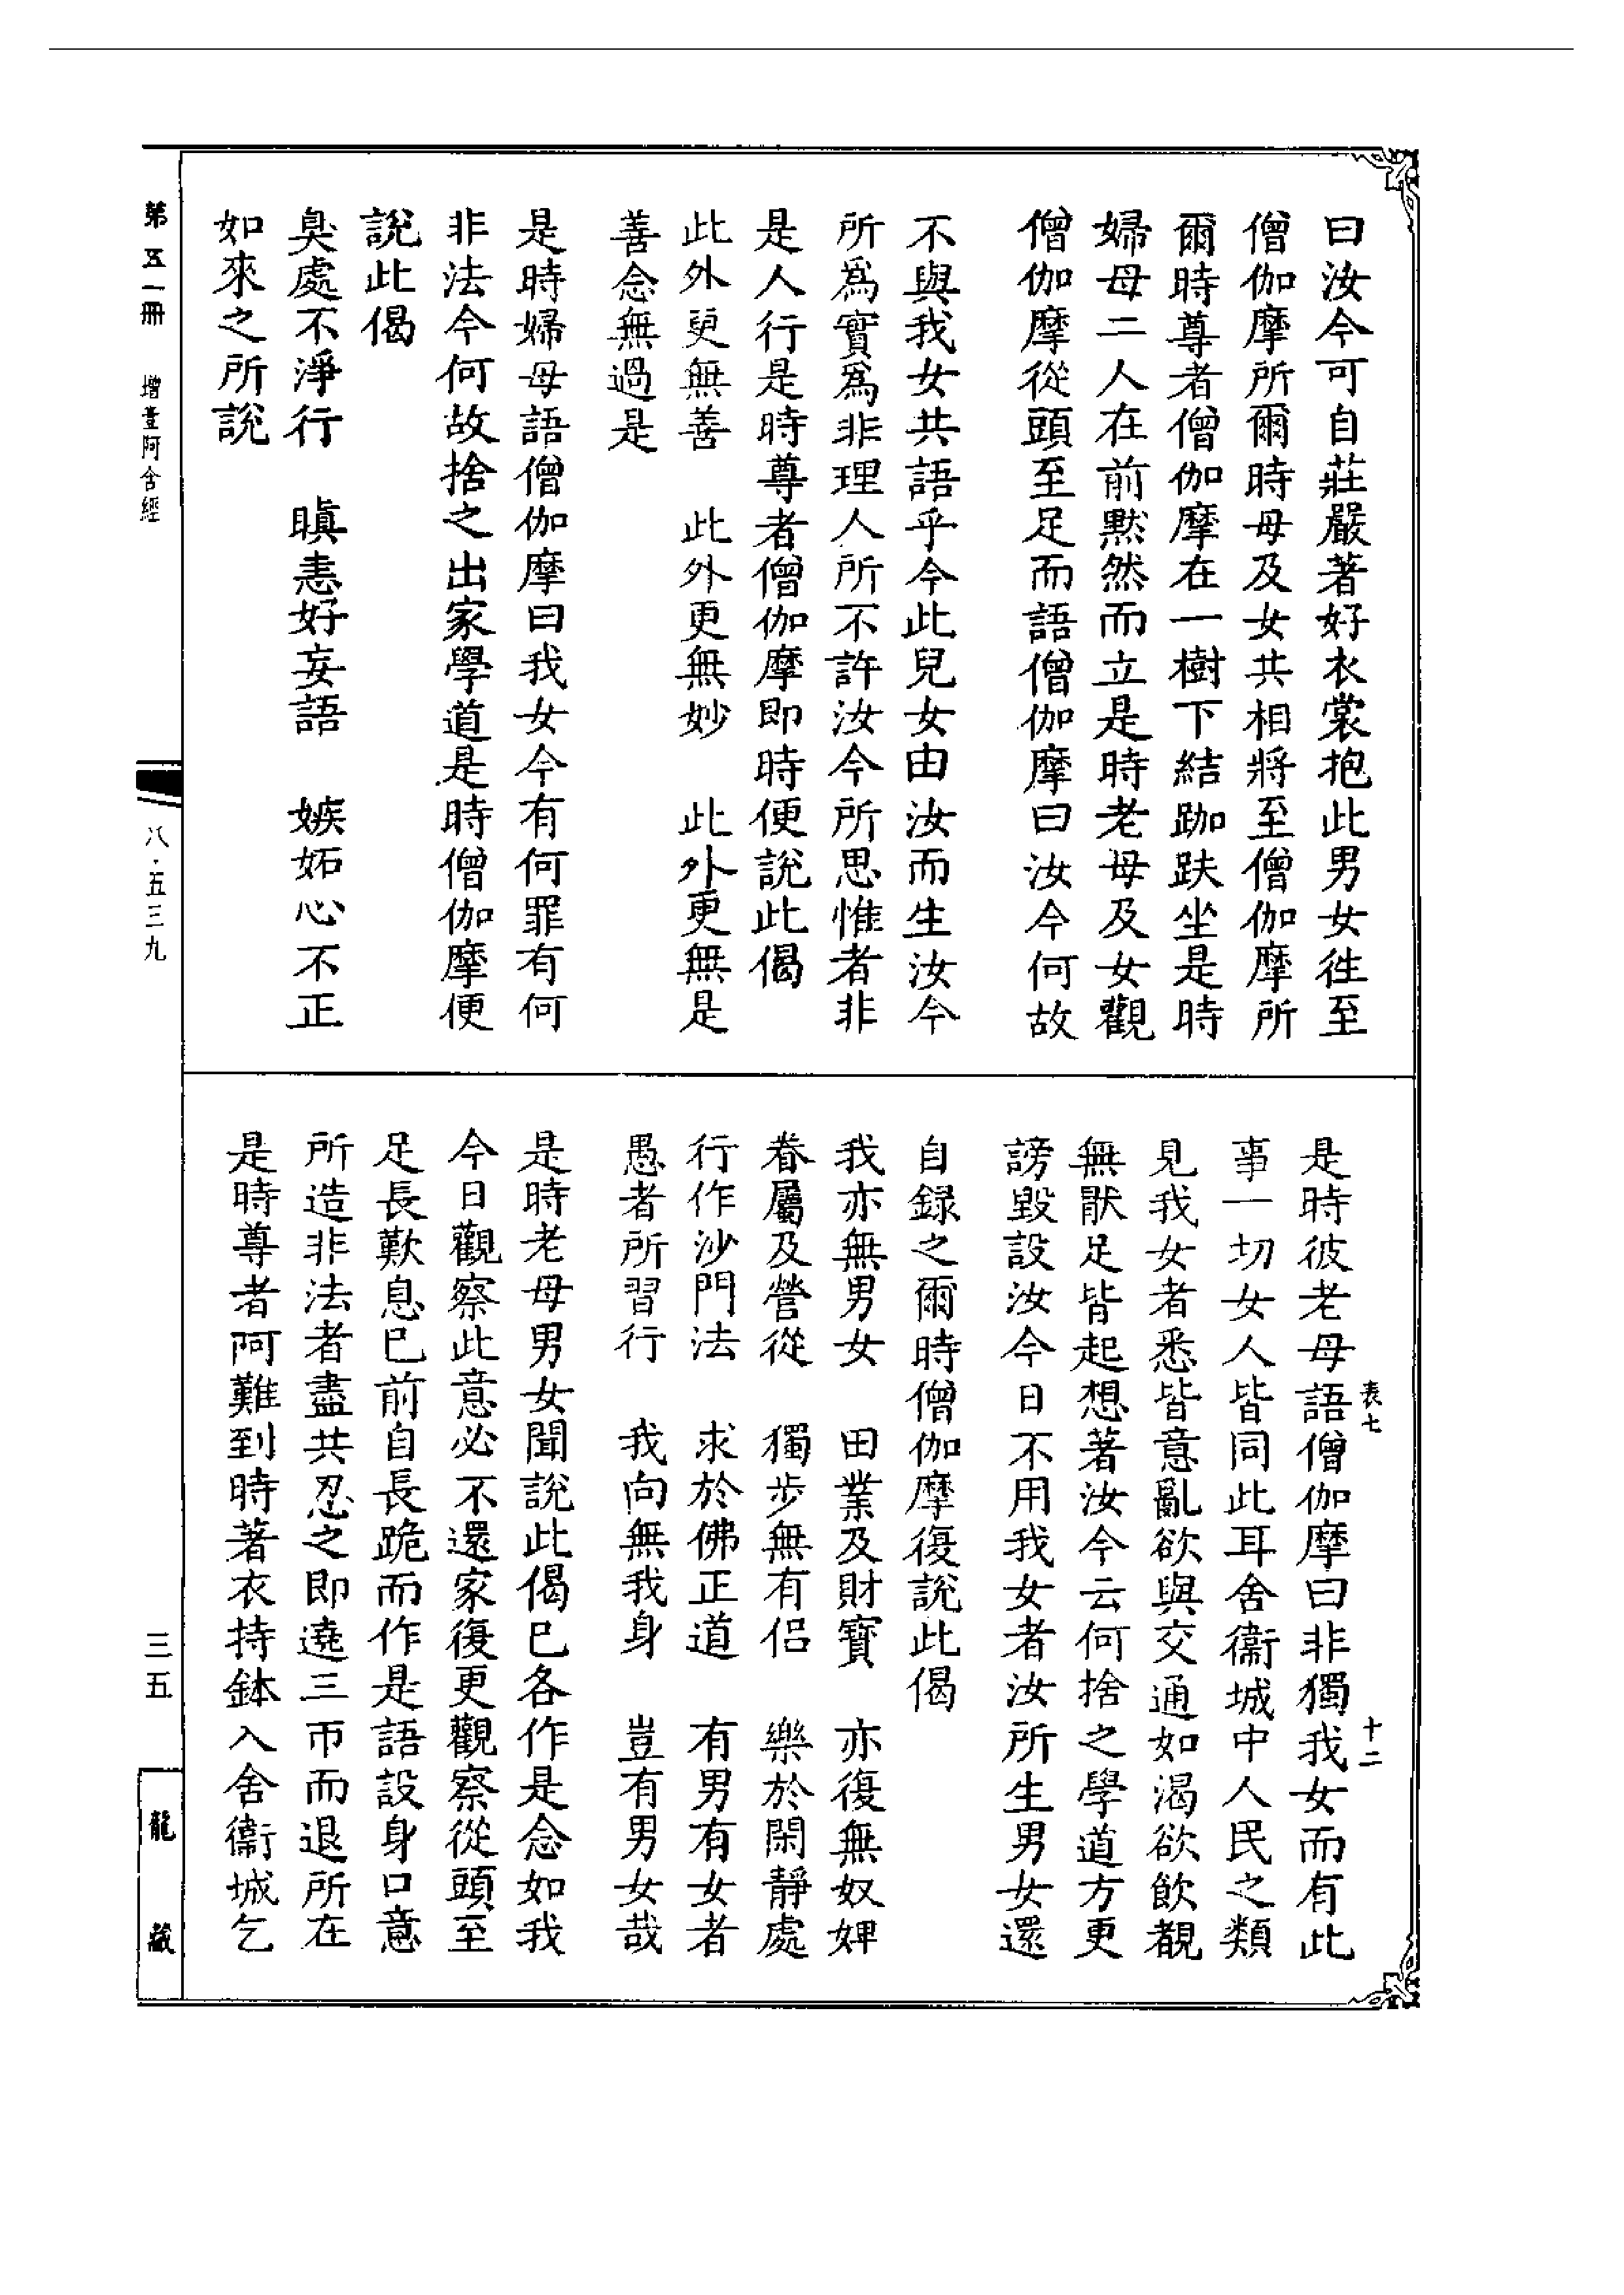 曰汝今可自莊嚴著好衣裳抱此男女徃至
僧伽摩所爾時母及女共相將至僧伽摩所
爾時尊者僧伽摩在一樹下結跏趺坐是時
婦母二人在前默然而立是時老母及女觀
僧伽摩從頭至足而語僧伽摩曰汝今何故
不與我女共語乎今此兒女由汝而生汝今
所爲實爲非理人所不許汝今所思惟者非
是人行是時尊者僧伽摩即時便說此偈
此外更無善　此外更無妙　此外更無是
善念無過是
是時婦母語僧伽摩曰我女今有何罪有何
非法今何故捨之出家學道是時僧伽摩便
說此偈
臭處不淨行　瞋恚好妄語　嫉妬心不正
如來之所說
是時彼老母語僧伽摩曰非獨我女而有此
事一切女人皆同此耳舍衞城中人民之類
見我女者悉皆意亂欲與交通如渴欲飲覩
無猒足皆起想著汝今云何捨之學道方更
謗毀設汝今日不用我女者汝所生男女還
自録之爾時僧伽摩復說此偈
我亦無男女　田業及財寶　亦復無奴婢
眷屬及營從　獨步無有侶　樂於閑靜處
行作沙門法　求於佛正道　有男有女者
愚者所習行　我向無我身　豈有男女哉
是時老母男女聞說此偈已各作是念如我
今日觀察此意必不還家復更觀察從頭至
足長歎息已前自長跪而作是語設身口意
所造非法者盡共忍之即遶三帀而退所在
是時尊者阿難到時著衣持鉢入舍衞城乞
表七
十二
第五一冊　增壹阿含經
八·五三九
三五
龍藏